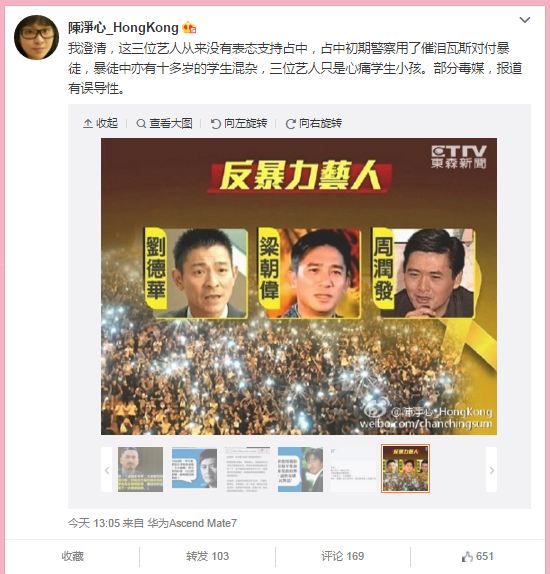 陳淨心_HongKong
我澄清，这三位艺人从来没有表态支持占中，占中初期警察用了催泪瓦斯对付暴
徒，暴徒中亦有十多岁的学生混杂，三位艺人只是心痛学生小孩。部分毒媒，报道
有误导性。
收起 查看大图 向左旋转 向右旋转
ETTV
東森新聞
反暴力藝人
劉德華
梁朝偉
周潤發
@陳淨心_HongKong
weibo.com/chanchingsum
反暴力藝人
今天 13:05 来自 华为Ascend Mate7
收藏 转发 103 评论 169 651